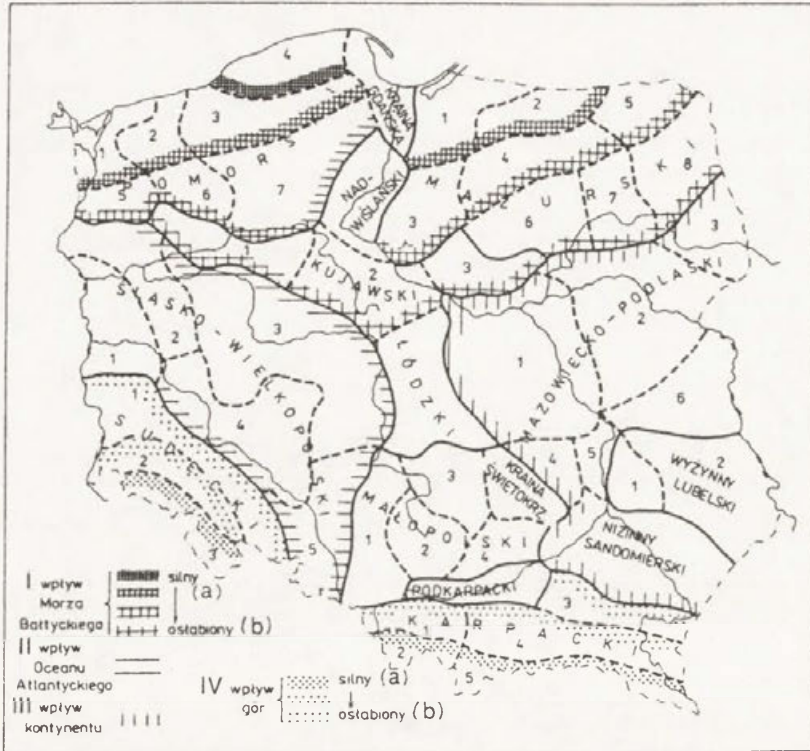 4
KRAINA
GDAŃSKA
3
2
1
1
2
5
4
POMORSKI
5
6
7
NAD-
WIŚLAŃSKI
MAZURSKI
8
7
3
6
3
1
KUJAWSKI
2
3
ŚLĄSKO-WIELKOPOLSKI
2
3
1
4
5
ŁÓDZKI
MAZOWIECKO-PODLASKI
1
2
6
4
5
SUDECKI
1
2
3
MAŁOPOLSKI
1
2
3
4
KRAINA
ŚWIĘTOKRZ.
1
2
WYŻYNNY
LUBELSKI
NIZINNY
SANDOMIERSKI
PODKARPACKI
3
KARPACKI
1
4
2
5
I wpływ
Morza
Bałtyckiego
silny
(a)
osłabiony (b)
II wpływ
Oceanu
Atlantyckiego
III wpływ
kontynentu
IV wpływ
gór
silny (a)
osłabiony (b)